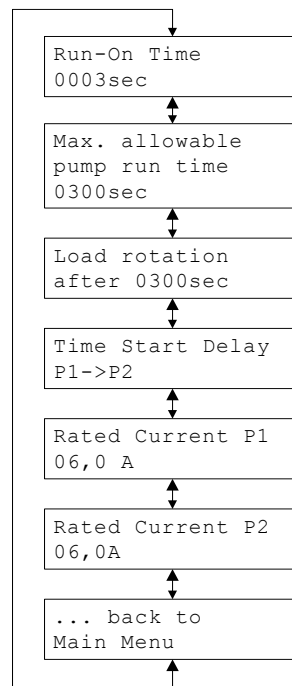 Run-On Time
0003sec
Max. allowable
pump run time
0300sec
Load rotation
after 0300sec
Time Start Delay
P1->P2
Rated Current P1
06,0 A
Rated Current P2
06,0A
... back to
Main Menu